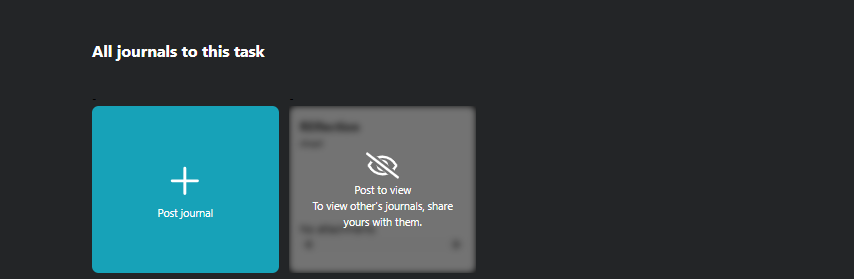 All journals to this task
Post journal
Post to view
To view other's journals, share
yours with them.